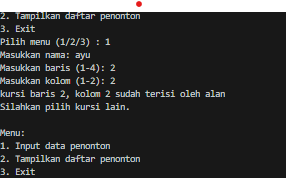 2. Tampilkan daftar penonton
3. Exit
Pilih menu (1/2/3) : 1
Masukkan nama: ayu
Masukkan baris (1-4): 2
Masukkan kolom (1-2): 2
kursi baris 2, kolom 2 sudah terisi oleh alan
Silahkan pilih kursi lain.
Menu:
1. Input data penonton
2. Tampilkan daftar penonton
3. Exit